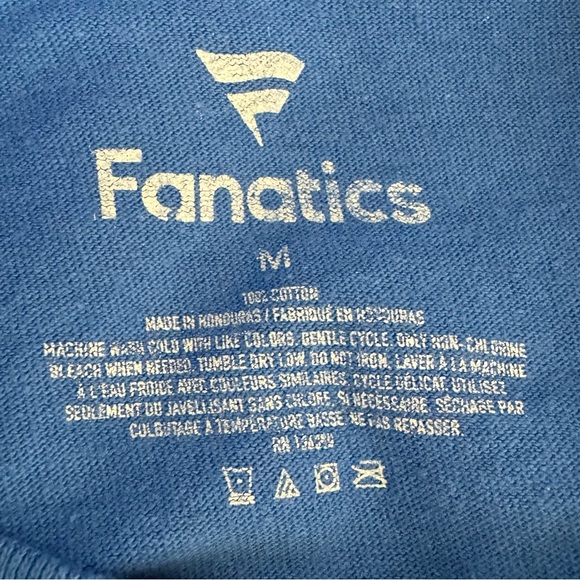 Fanatics
M
100% COTTON
MADE IN HONDURAS / FABRIQUÉ EN HONDURAS
MACHINE WASH COLD WITH LIKE COLORS, GENTLE CYCLE, ONLY NON-CHLORINE
BLEACH WHEN NEEDED, TUMBLE DRY LOW, DO NOT IRON. LAVER À LA MACHINE
À L'EAU FROIDE AVEC COULEURS SIMILAIRES, CYCLE DÉLICAT, UTILISEZ
SEULEMENT DU JAVELLISANT SANS CHLORE, SI NÉCESSAIRE, SÉCHAGE PAR
CULBUTAGE À TEMPÉRATURE BASSE, NE PAS REPASSER.
RN